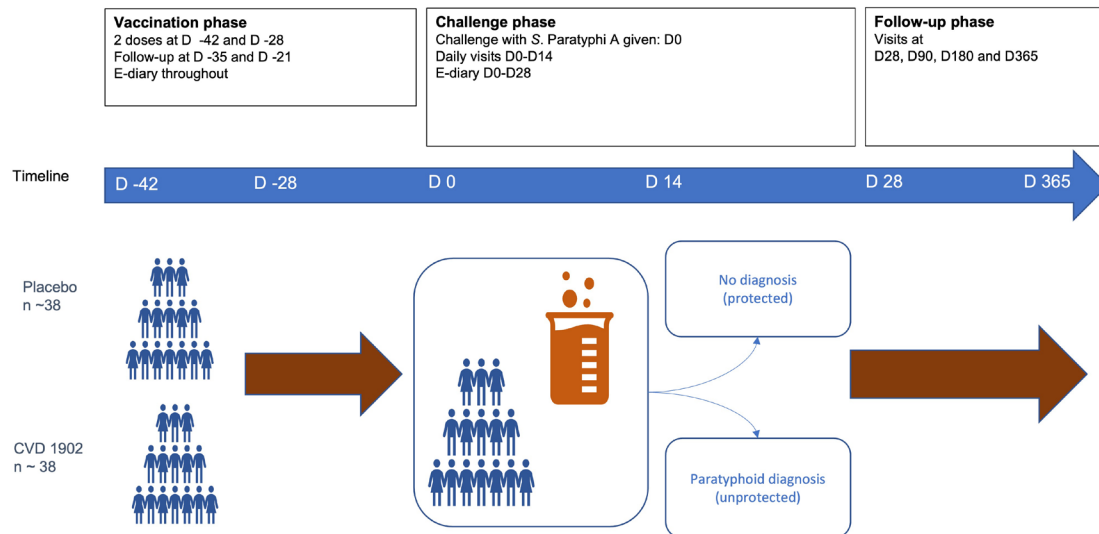 Vaccination phase
2 doses at D -42 and D -28
Follow-up at D -35 and D -21
E-diary throughout
Challenge phase
Challenge with S. Paratyphi A given: D0
Daily visits D0-D14
E-diary D0-D28
Follow-up phase
Visits at
D28, D90, D180 and D365
Timeline
D -42
D -28
D 0
D 14
D 28
D 365
Placebo
n ~38
No diagnosis
(protected)
CVD 1902
n ~ 38
Paratyphoid diagnosis
(unprotected)